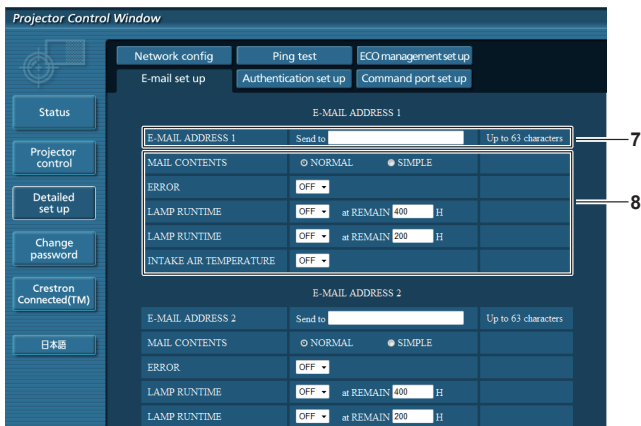 Projector Control Window
Network config Ping test ECO management set up
E-mail set up Authentication set up Command port set up
Status
Projector control
Detailed set up
Change password
Crestron Connected(TM)
日本語
E-MAIL ADDRESS 1
E-MAIL ADDRESS 1 Send to Up to 63 characters 7
MAIL CONTENTS NORMAL SIMPLE
ERROR OFF
8
LAMP RUNTIME OFF at REMAIN 400 H
LAMP RUNTIME OFF at REMAIN 200 H
INTAKE AIR TEMPERATURE OFF
E-MAIL ADDRESS 2
E-MAIL ADDRESS 2 Send to Up to 63 characters
MAIL CONTENTS NORMAL SIMPLE
ERROR OFF
LAMP RUNTIME OFF at REMAIN 400 H
LAMP RUNTIME OFF at REMAIN 200 H